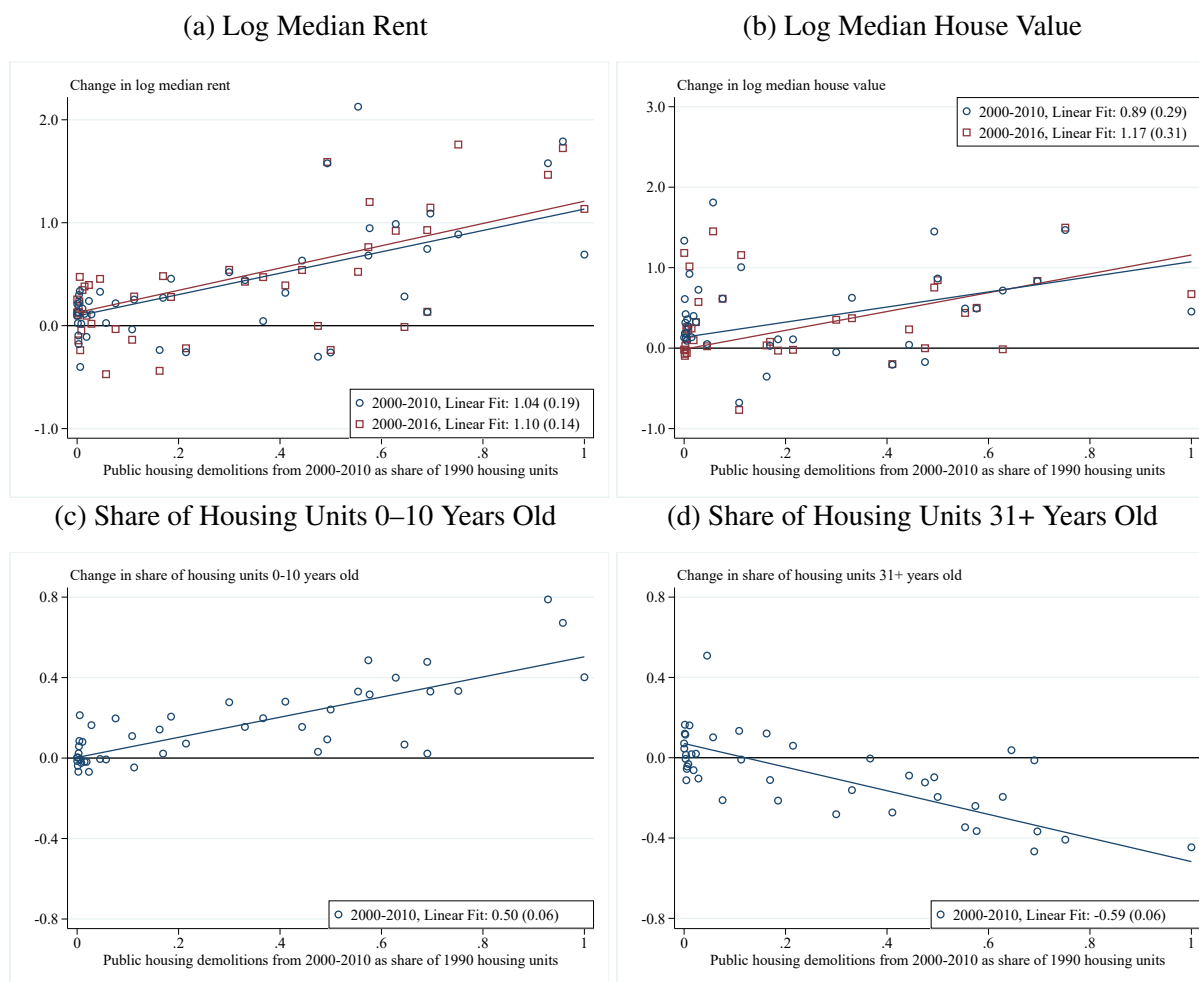 (a) Log Median Rent
Change in log median rent
2.0
1.0
0.0
-1.0
2000-2010, Linear Fit: 1.04 (0.19)
2000-2016, Linear Fit: 1.10 (0.14)
0 .2 .4 .6 .8 1
Public housing demolitions from 2000-2010 as share of 1990 housing units
(b) Log Median House Value
Change in log median house value
3.0
2.0
1.0
0.0
-1.0
2000-2010, Linear Fit: 0.89 (0.29)
2000-2016, Linear Fit: 1.17 (0.31)
0 .2 .4 .6 .8 1
Public housing demolitions from 2000-2010 as share of 1990 housing units
(c) Share of Housing Units 0–10 Years Old
Change in share of housing units 0-10 years old
0.8
0.4
0.0
-0.4
-0.8
2000-2010, Linear Fit: 0.50 (0.06)
0 .2 .4 .6 .8 1
Public housing demolitions from 2000-2010 as share of 1990 housing units
(d) Share of Housing Units 31+ Years Old
Change in share of housing units 31+ years old
0.8
0.4
0.0
-0.4
-0.8
2000-2010, Linear Fit: -0.59 (0.06)
0 .2 .4 .6 .8 1
Public housing demolitions from 2000-2010 as share of 1990 housing units